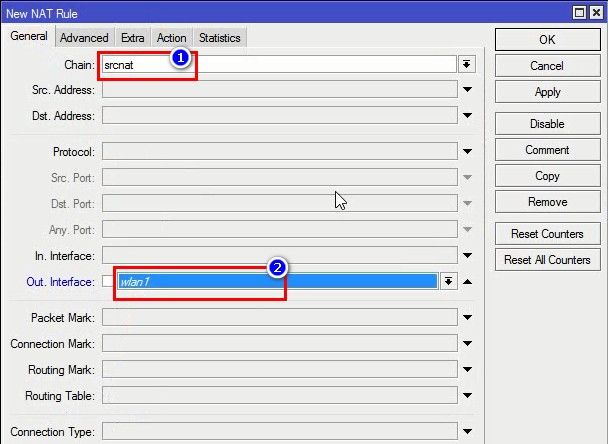 New NAT Rule
General Advanced Extra Action Statistics
Chain: srcnat 1
Src. Address:
Dst. Address:
Protocol:
Src. Port:
Dst. Port:
Any. Port:
In. Interface:
2
Out. Interface: wlan1
Packet Mark:
Connection Mark:
Routing Mark:
Routing Table:
Connection Type:
OK
Cancel
Apply
Disable
Comment
Copy
Remove
Reset Counters
Reset All Counters